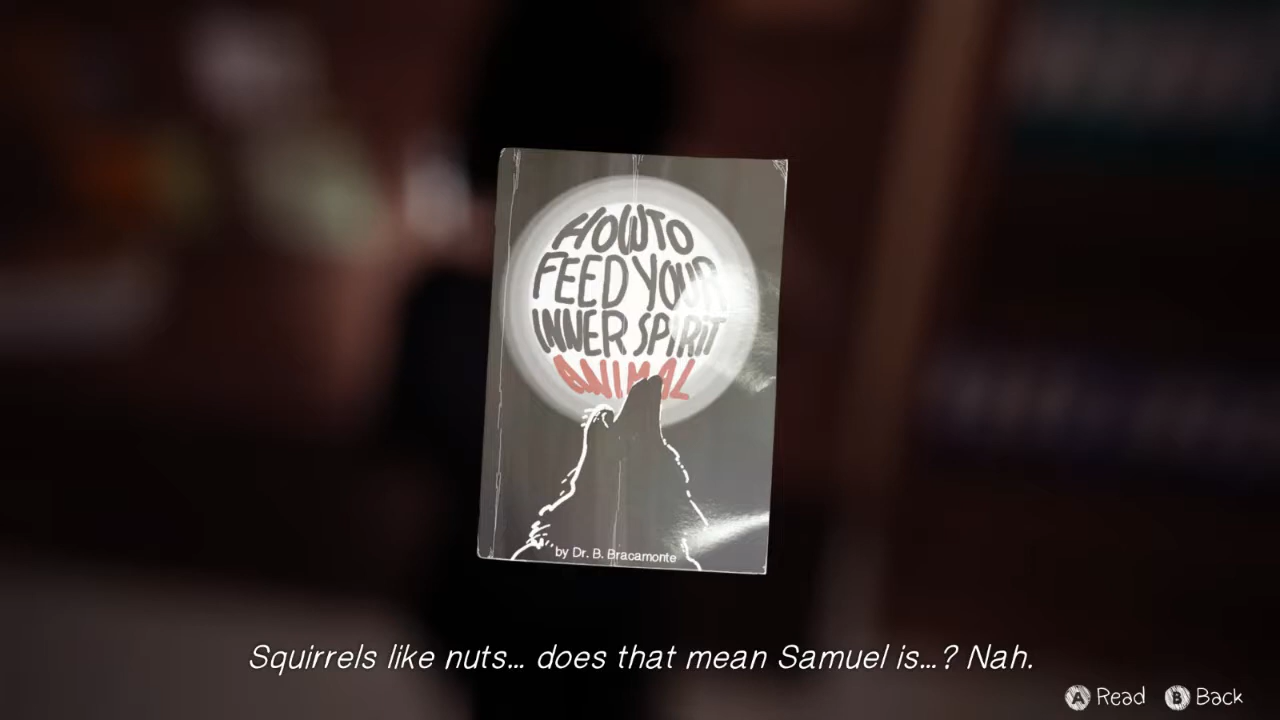 HOW TO
FEED YOUR
INNER SPIRIT
ANIMAL
by Dr. B. Bracamonte
Squirrels like nuts... does that mean Samuel is...? Nah.
A Read B Back